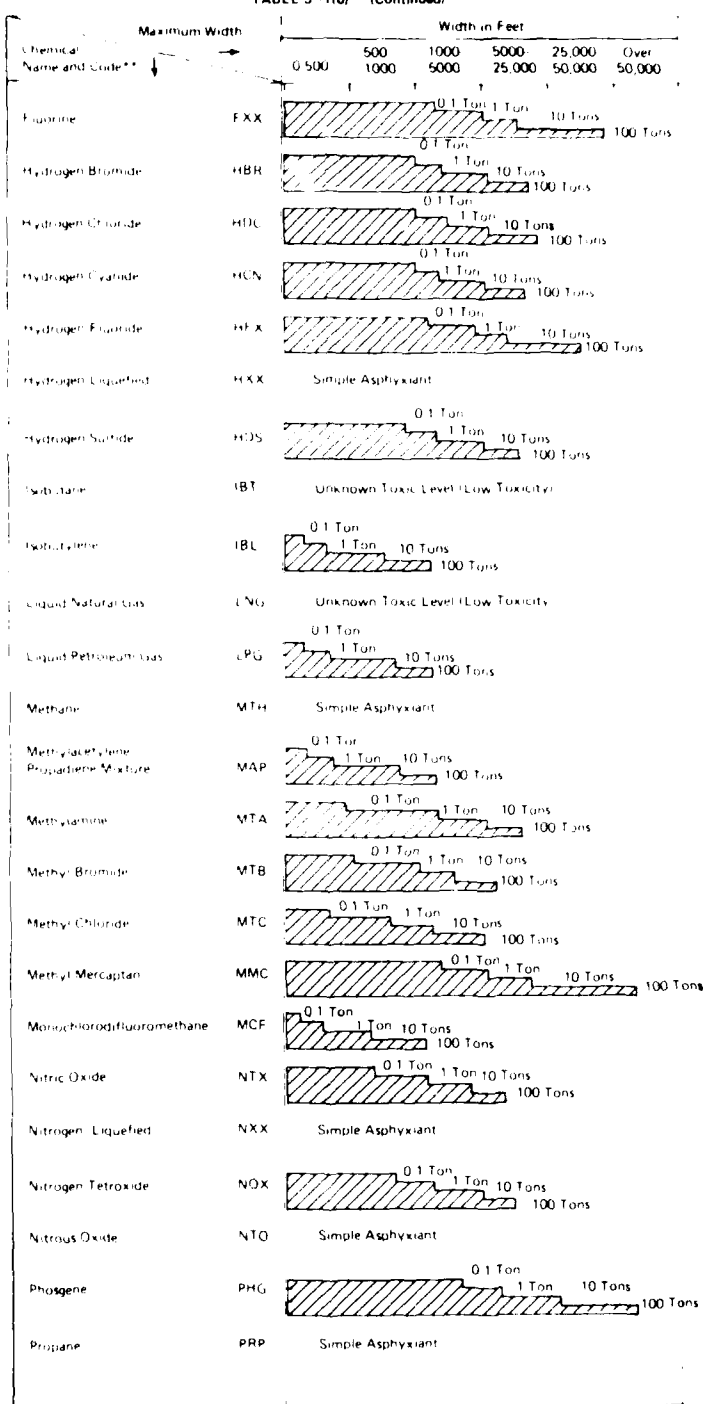 (Continued)
Maximum Width
Width in Feet
Chemical
Name and Code**
0-500
500
1000
1000
5000
5000-
25,000
25,000
50,000
Over
50,000
Fluorine FXX 0.1 Ton 1 Ton 10 Tons 100 Tons
Hydrogen Bromide HBR 0.1 Ton 1 Ton 10 Tons 100 Tons
Hydrogen Chloride HDC 0.1 Ton 1 Ton 10 Tons 100 Tons
Hydrogen Cyanide HCN 0.1 Ton 1 Ton 10 Tons 100 Tons
Hydrogen Fluoride HFX 0.1 Ton 1 Ton 10 Tons 100 Tons
Hydrogen Liquefied HXX Simple Asphyxiant
Hydrogen Sulfide HDS 0.1 Ton 1 Ton 10 Tons 100 Tons
Isobutane IBT Unknown Toxic Level (Low Toxicity)
Isobutylene IBL 0.1 Ton 1 Ton 10 Tons 100 Tons
Liquid Natural Gas LNG Unknown Toxic Level (Low Toxicity
Liquid Petroleum Gas LPG 0.1 Ton 1 Ton 10 Tons 100 Tons
Methane MTH Simple Asphyxiant
Methylacetylene
Propadiene Mixture MAP 0.1 Ton 1 Ton 10 Tons 100 Tons
Methylamine MTA 0.1 Ton 1 Ton 10 Tons 100 Tons
Methyl Bromide MTB 0.1 Ton 1 Ton 10 Tons 100 Tons
Methyl Chloride MTC 0.1 Ton 1 Ton 10 Tons 100 Tons
Methyl Mercaptan MMC 0.1 Ton 1 Ton 10 Tons 100 Tons
Monochlorodifluoromethane MCF 0.1 Ton 1 Ton 10 Tons 100 Tons
Nitric Oxide NTX 0.1 Ton 1 Ton 10 Tons 100 Tons
Nitrogen Liquefied NXX Simple Asphyxiant
Nitrogen Tetroxide NOX 0.1 Ton 1 Ton 10 Tons 100 Tons
Nitrous Oxide NTO Simple Asphyxiant
Phosgene PHG 0.1 Ton 1 Ton 10 Tons 100 Tons
Propane PRP Simple Asphyxiant